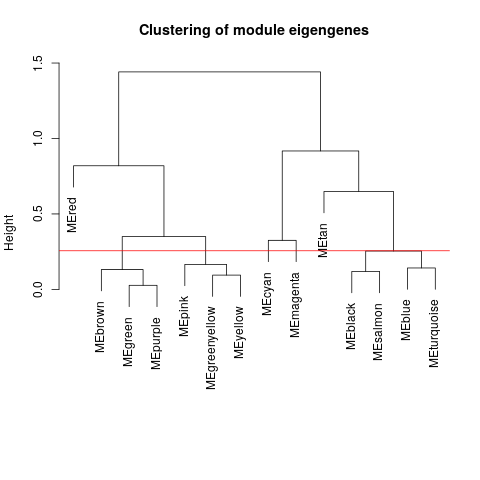 Clustering of module eigengenes
Height
1.5
1.0
0.5
0.0
MEred
MEbrown
MEgreen
MEpurple
MEpink
MEgreenyellow
MEyellow
MEcyan
MEmagenta
MEtan
MEblack
MEsalmon
MEblue
MEturquoise